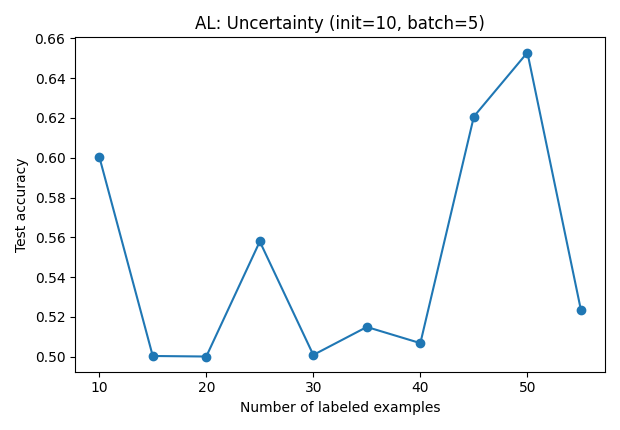 AL: Uncertainty (init=10, batch=5)
Test accuracy
0.66
0.64
0.62
0.60
0.58
0.56
0.54
0.52
0.50
10 20 30 40 50
Number of labeled examples